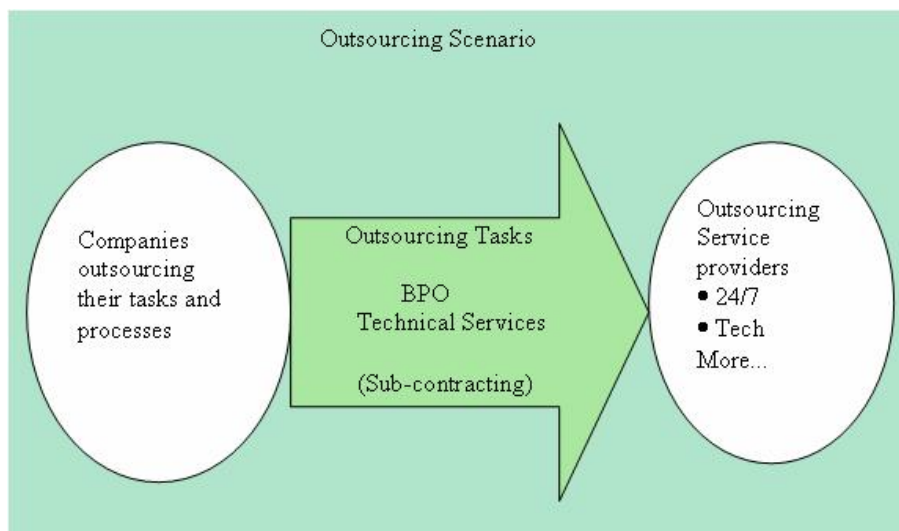 Outsourcing Scenario
Companies
outsourcing
their tasks and
processes
Outsourcing Tasks
BPO
Technical Services
(Sub-contracting)
Outsourcing
Service
providers
• 24/7
• Tech
More...